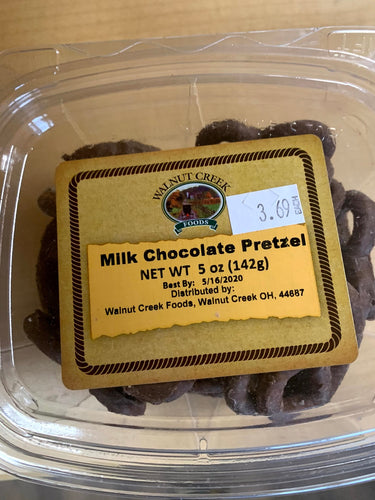 WALNUT CREEK
FOODS
3.69
Milk Chocolate Pretzel
NET WT 5 oz (142g)
Best By: 5/16/2020
Distributed by:
Walnut Creek Foods, Walnut Creek OH, 44687